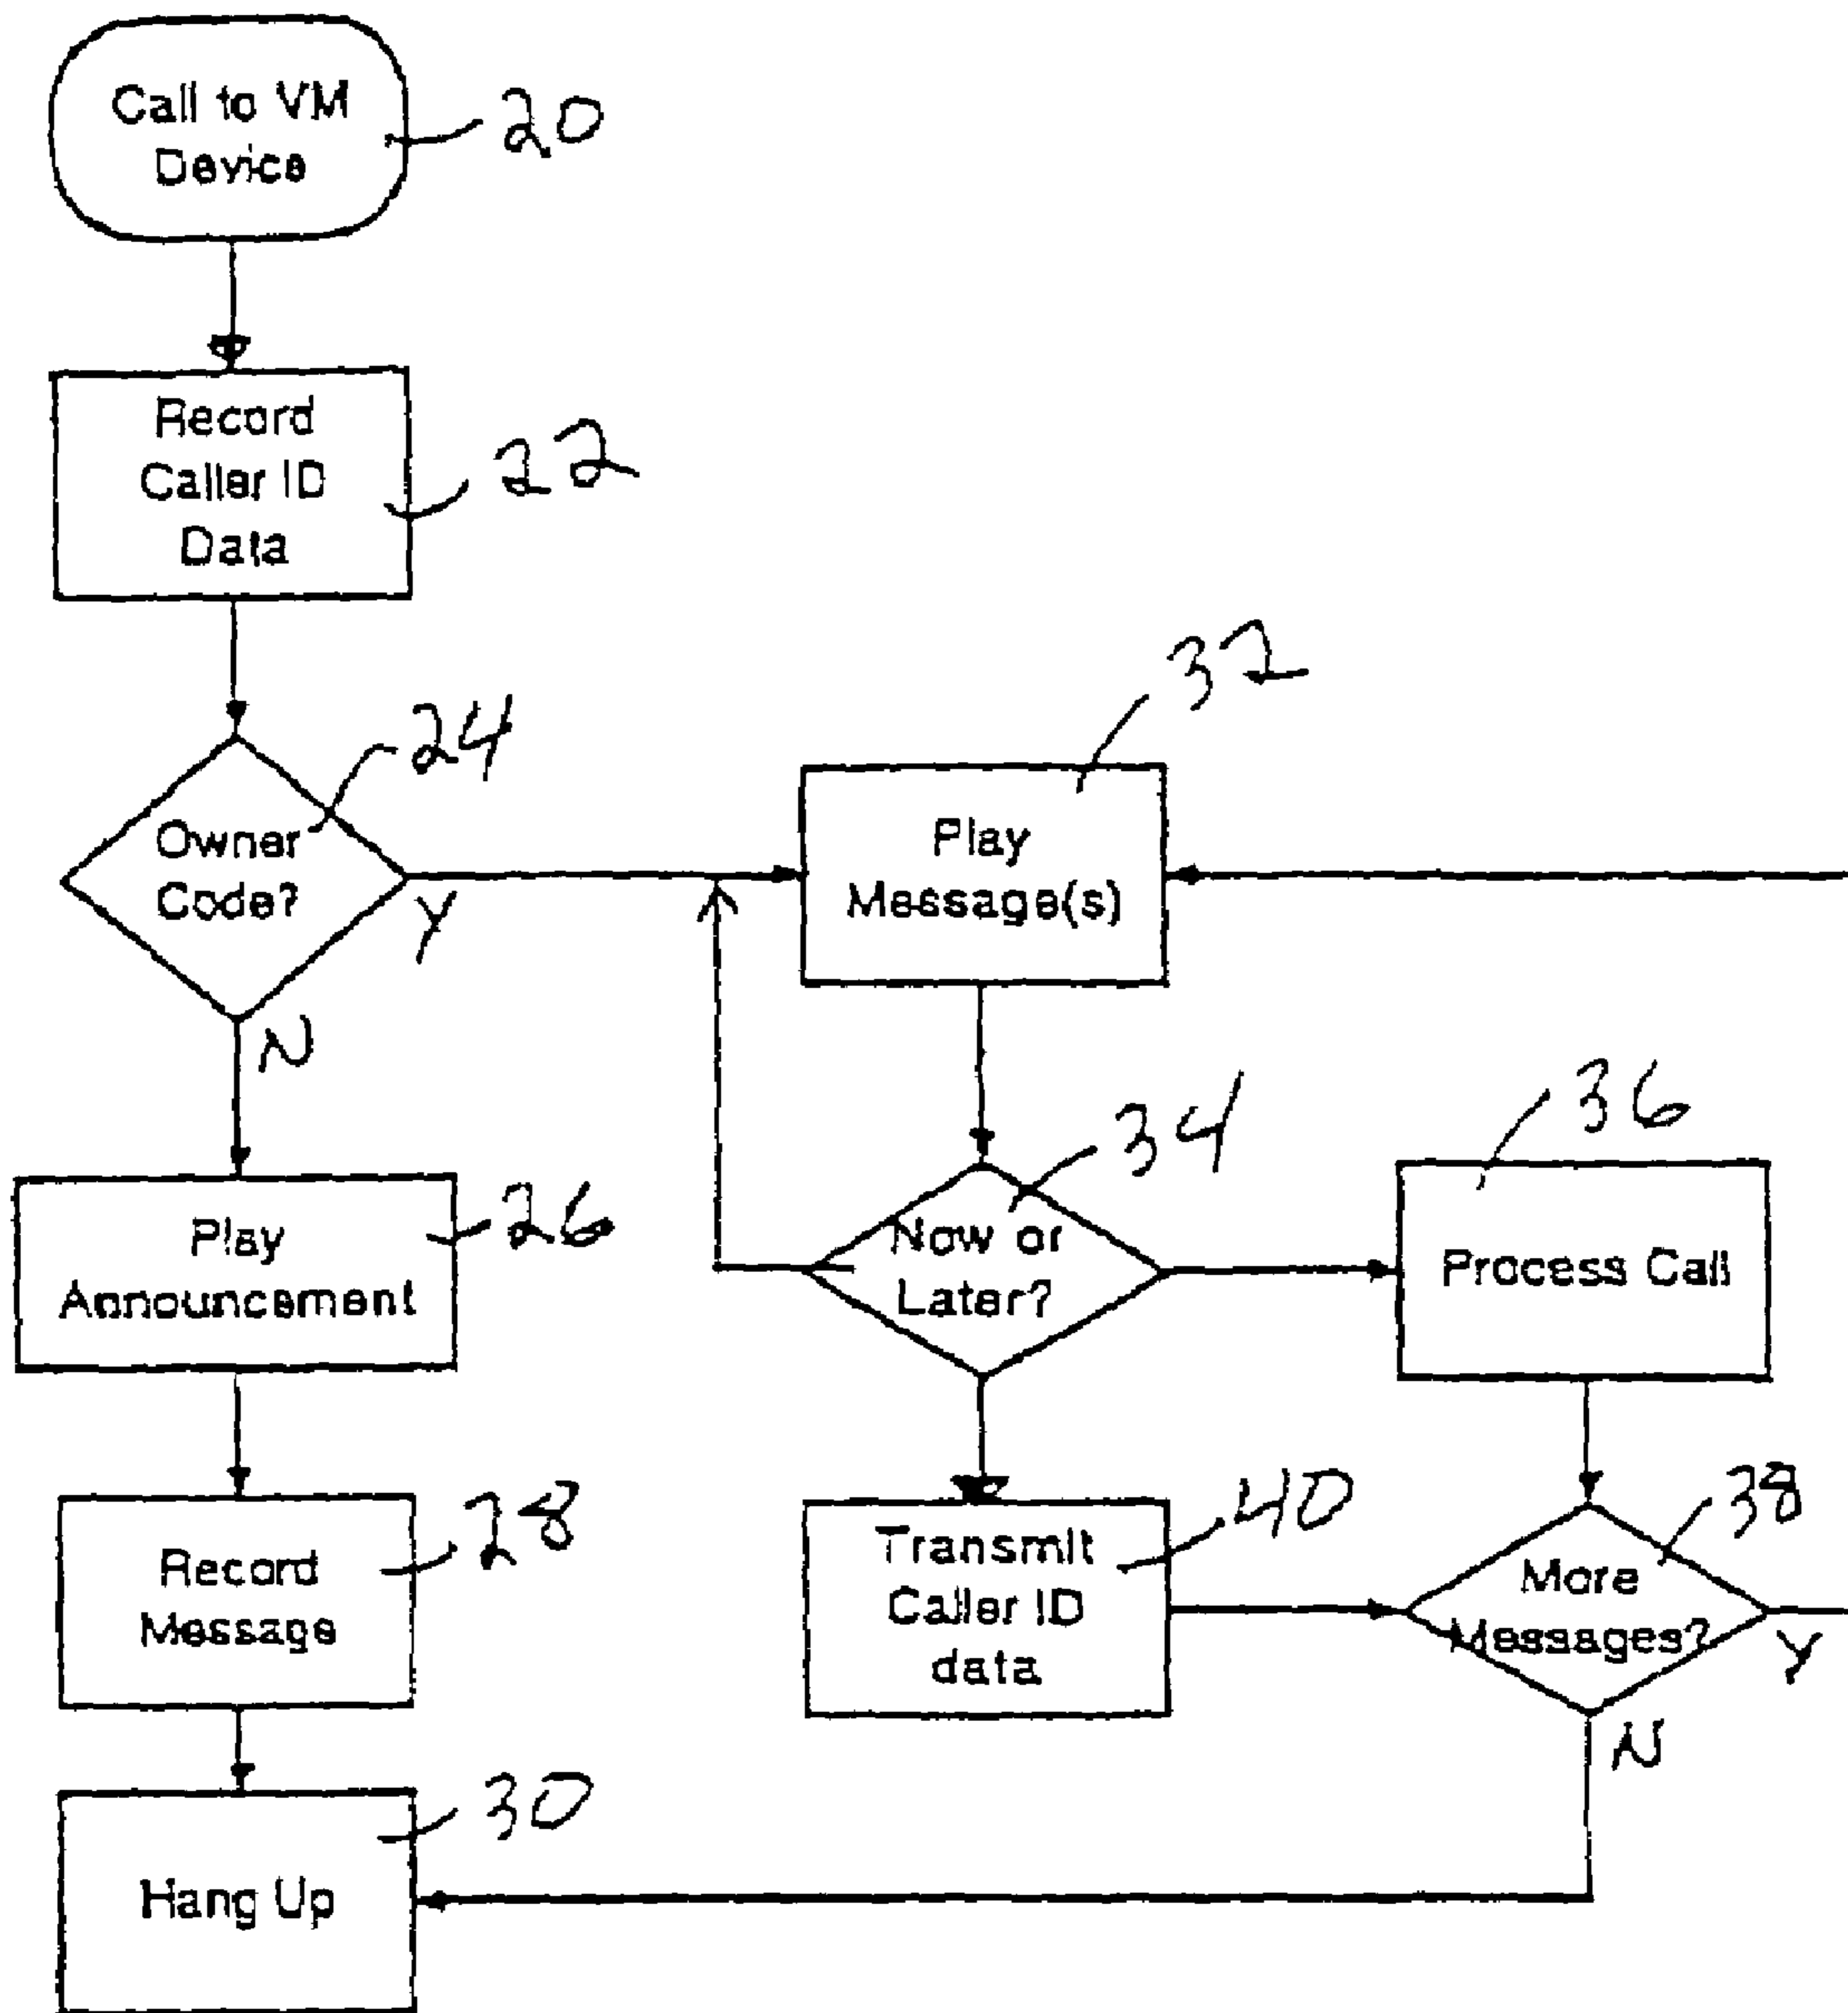 Call to VM
Device
20
Record
Caller ID
Data
22
24
Owner
Code?
Y
N
32
Play
Message(s)
34
Now or
Later?
36
Process Call
Play
Announcement
26
Record
Message
28
Transmit
Caller ID
data
40
38
More
Messages?
Y
N
Hang Up
30